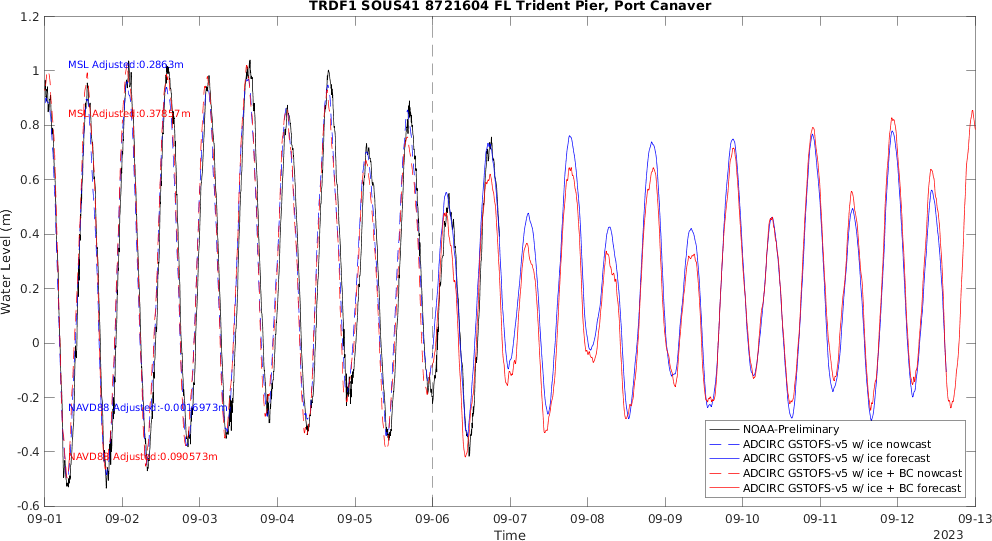 TRDF1 SOUS41 8721604 FL Trident Pier, Port Canaver
Water Level (m)
1.2
1
0.8
0.6
0.4
0.2
0
-0.2
-0.4
-0.6
MSL Adjusted:0.2863m
MSL Adjusted:0.37857m
NAVD88 Adjusted:-0.0016973m
NAVD88 Adjusted:0.090573m
NOAA-Preliminary
ADCIRC GSTOFS-v5 w/ ice nowcast
ADCIRC GSTOFS-v5 w/ ice forecast
ADCIRC GSTOFS-v5 w/ ice + BC nowcast
ADCIRC GSTOFS-v5 w/ ice + BC forecast
09-01 09-02 09-03 09-04 09-05 09-06 09-07 09-08 09-09 09-10 09-11 09-12 09-13
Time
2023